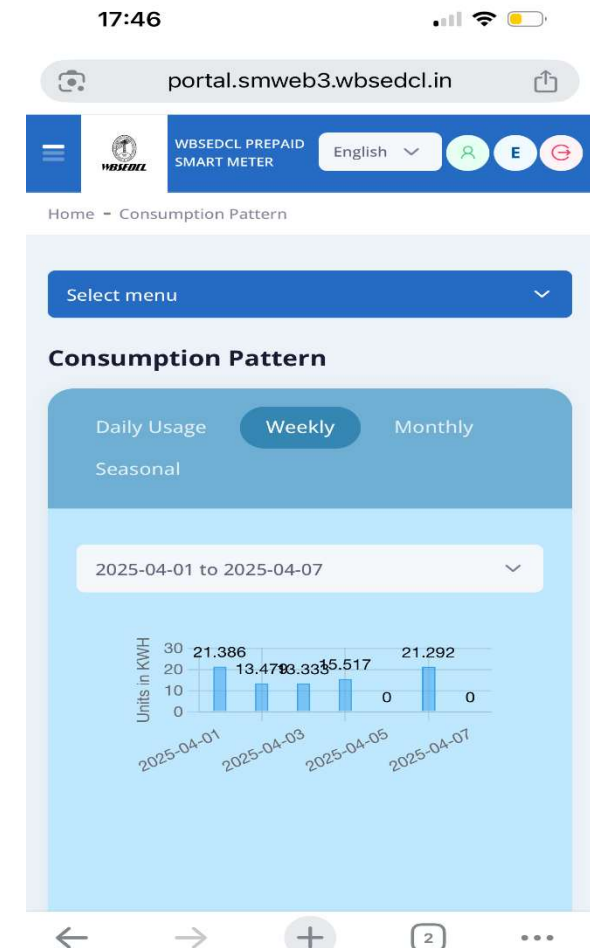 17:46
portal.smweb3.wbsedcl.in
WBSEDCL
WBSEDCL PREPAID
SMART METER
English
E
Home - Consumption Pattern
Select menu
Consumption Pattern
Daily Usage
Weekly
Monthly
Seasonal
2025-04-01 to 2025-04-07
Units in KWH
30
20
10
0
21.386
13.479
13.333
15.517
0
21.292
0
2025-04-01
2025-04-03
2025-04-05
2025-04-07
2